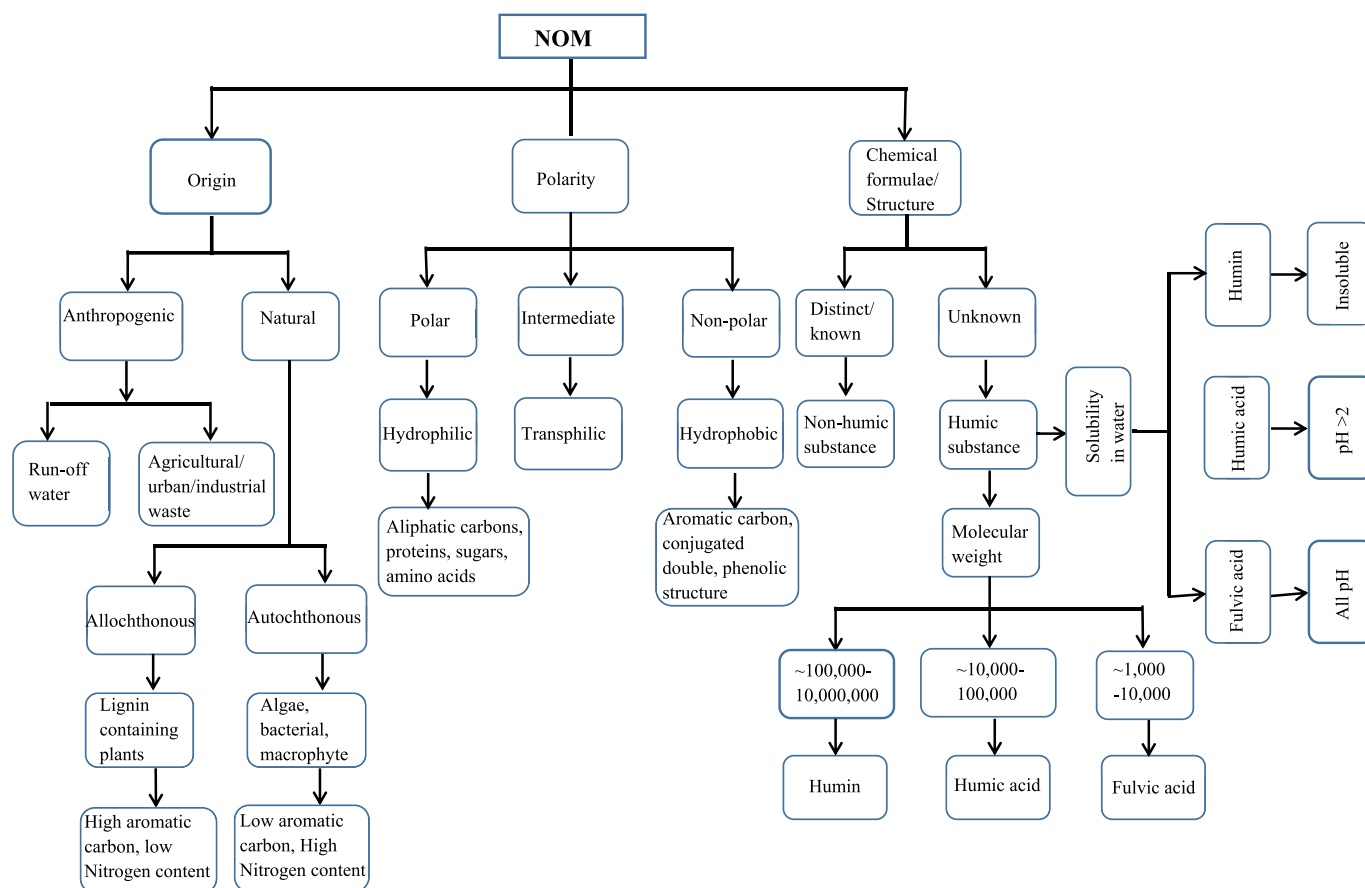 NOM
Origin
Polarity
Chemical
formulae/
Structure
Anthropogenic
Natural
Polar
Intermediate
Non-polar
Distinct/
known
Unknown
Humin
Insoluble
Run-off
water
Agricultural/
urban/industrial
waste
Hydrophilic
Transphilic
Hydrophobic
Non-humic
substance
Humic
substance
Solubility
in water
Humic acid
pH >2
Aliphatic carbons,
proteins, sugars,
amino acids
Aromatic carbon,
conjugated
double, phenolic
structure
Molecular
weight
Fulvic acid
All pH
Allochthonous
Autochthonous
~100,000-
10,000,000
~10,000-
100,000
~1,000
-10,000
Lignin
containing
plants
Algae,
bacterial,
macrophyte
Humin
Humic acid
Fulvic acid
High aromatic
carbon, low
Nitrogen content
Low aromatic
carbon, High
Nitrogen content